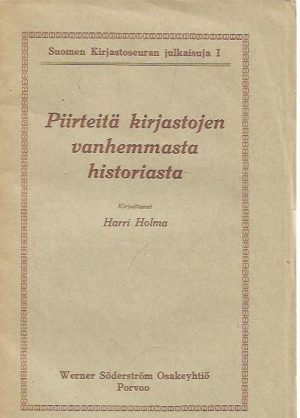 Suomen Kirjastoseuran julkaisuja I
Piirteitä kirjastojen
vanhemmasta
historiasta
Kirjoittanut
Harri Holma
Werner Söderström Osakeyhtiö
Porvoo